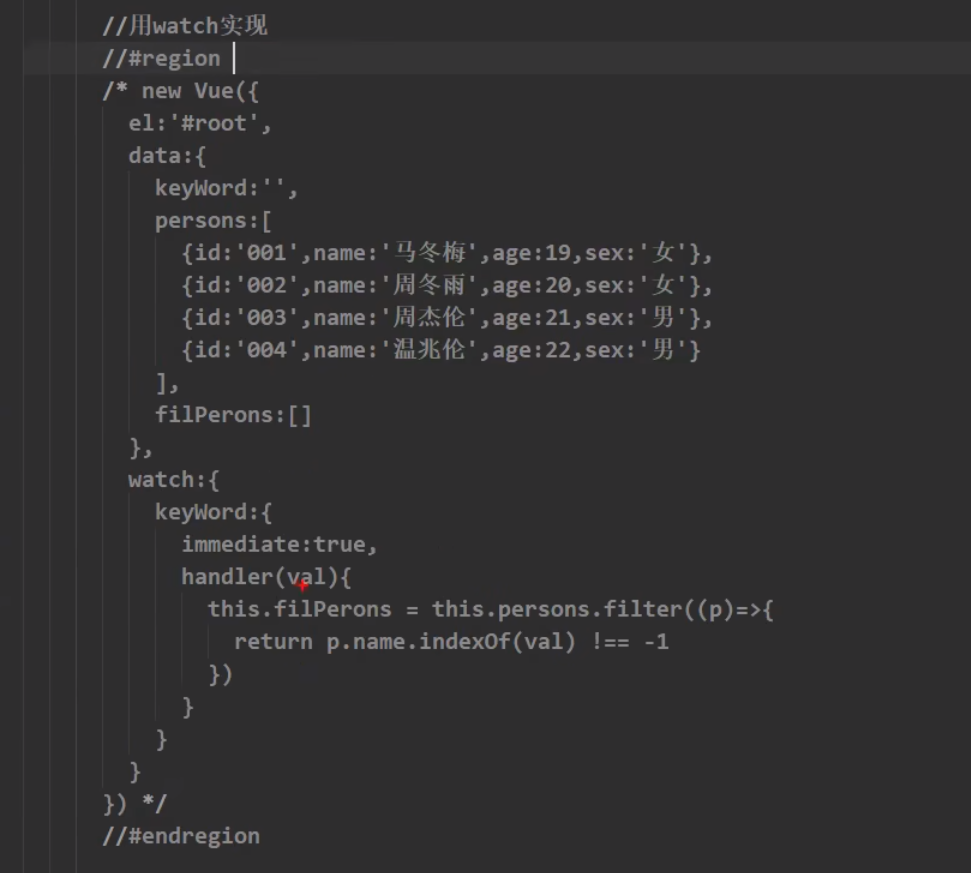 //用watch实现
//#region
/* new Vue({
el:'#root',
data:{
keyWord:'',
persons:[
{id:'001',name:'马冬梅',age:19,sex:'女'},
{id:'002',name:'周冬雨',age:20,sex:'女'},
{id:'003',name:'周杰伦',age:21,sex:'男'},
{id:'004',name:'温兆伦',age:22,sex:'男'}
],
filPerons:[]
},
watch:{
keyWord:{
immediate:true,
handler(val){
this.filPerons = this.persons.filter((p)=>{
return p.name.indexOf(val) !== -1
})
}
}
}
}) */
//#endregion